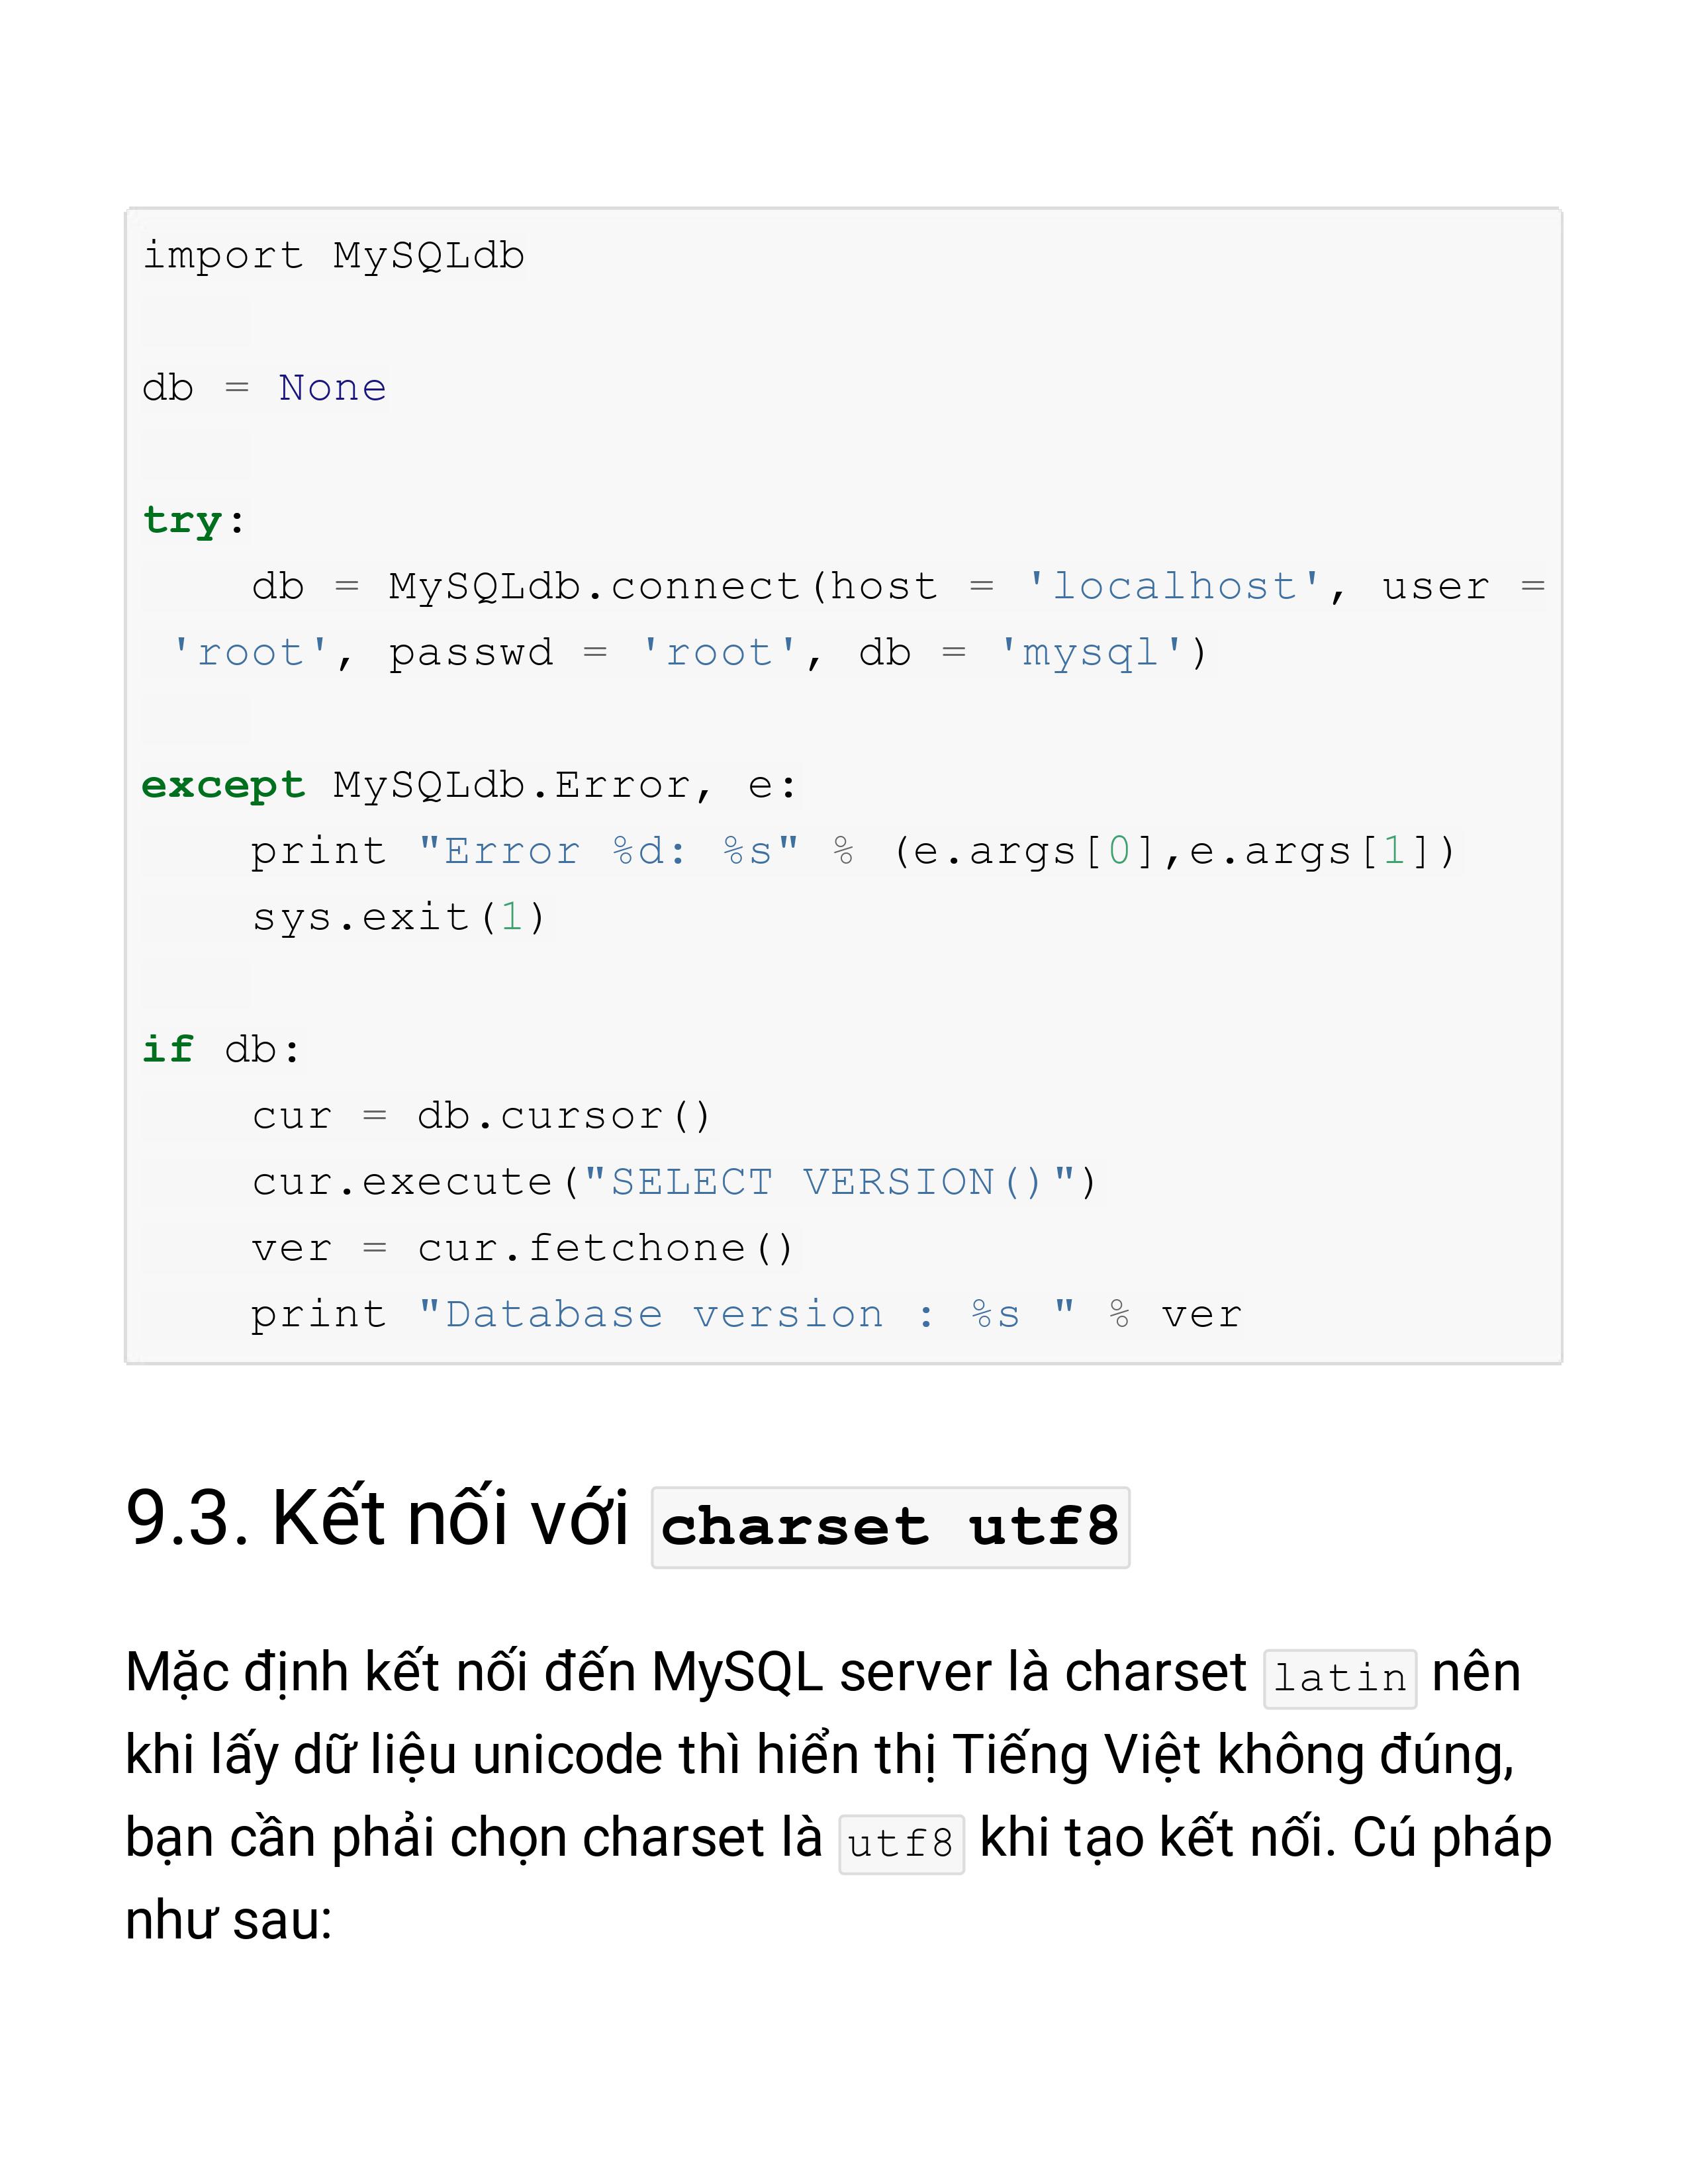 import MySQLdb
db = None
try:
    db = MySQLdb.connect(host = 'localhost', user =
 'root', passwd = 'root', db = 'mysql')
except MySQLdb.Error, e:
    print "Error %d: %s" % (e.args[0],e.args[1])
    sys.exit(1)
if db:
    cur = db.cursor()
    cur.execute("SELECT VERSION()")
    ver = cur.fetchone()
    print "Database version : %s " % ver
9.3. Kết nối với charset utf8
Mặc định kết nối đến MySQL server là charset latin nên
khi lấy dữ liệu unicode thì hiển thị Tiếng Việt không đúng,
bạn cần phải chọn charset là utf8 khi tạo kết nối. Cú pháp
như sau: